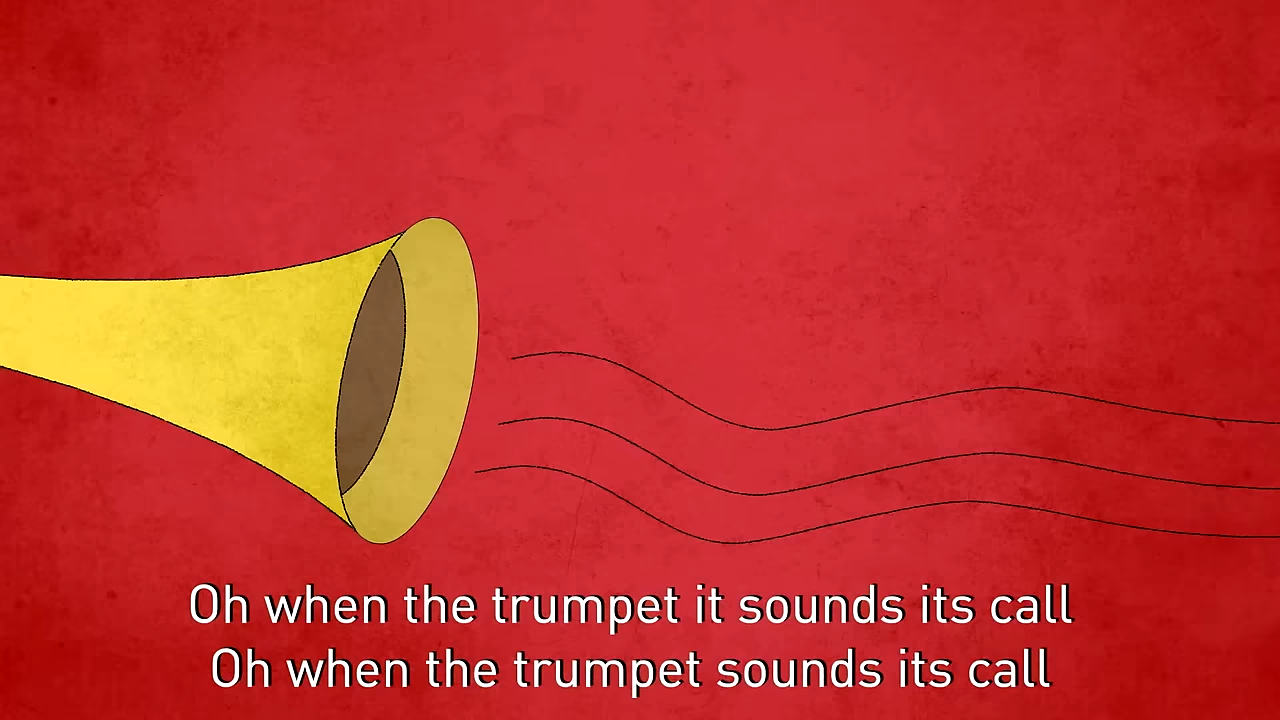 Oh when the trumpet it sounds its call
Oh when the trumpet sounds its call